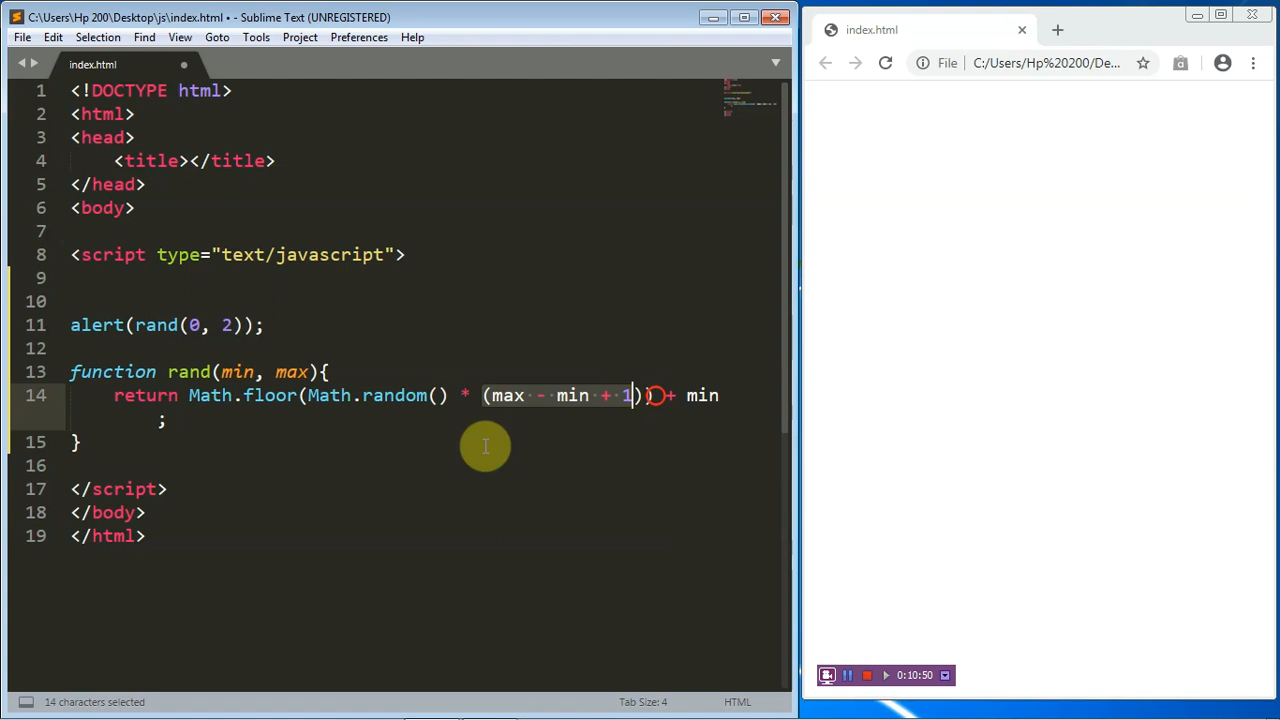 C:\Users\Hp 200\Desktop\js\index.html • - Sublime Text (UNREGISTERED)
File Edit Selection Find View Goto Tools Project Preferences Help
index.html
1 <!DOCTYPE html>
2 <html>
3 <head>
4 <title></title>
5 </head>
6 <body>
7
8 <script type="text/javascript">
9
10
11 alert(rand(0, 2));
12
13 function rand(min, max){
14 return Math.floor(Math.random() * (max - min + 1)) + min
;
15 }
16
17 </script>
18 </body>
19 </html>
14 characters selected
Tab Size: 4
HTML
index.html
File C:/Users/Hp%20200/De...
0:10:50